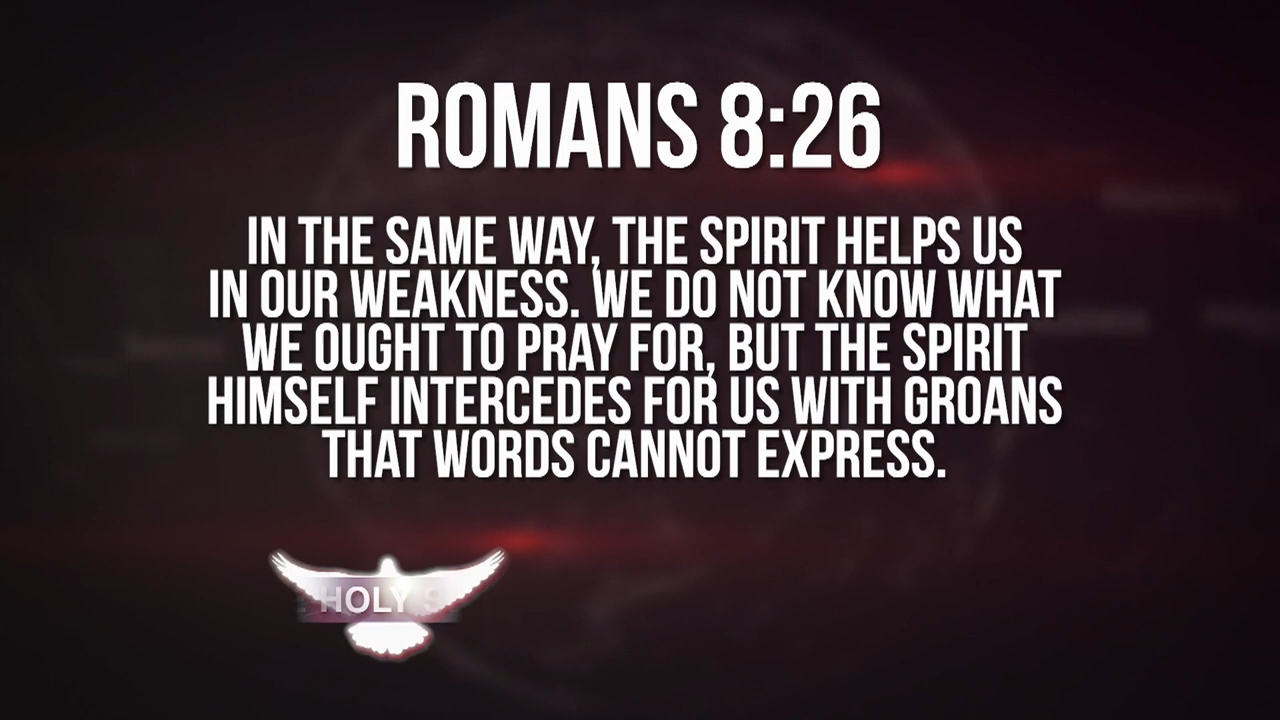 ROMANS 8:26
IN THE SAME WAY, THE SPIRIT HELPS US
IN OUR WEAKNESS. WE DO NOT KNOW WHAT
WE OUGHT TO PRAY FOR, BUT THE SPIRIT
HIMSELF INTERCEDES FOR US WITH GROANS
THAT WORDS CANNOT EXPRESS.
HOLY